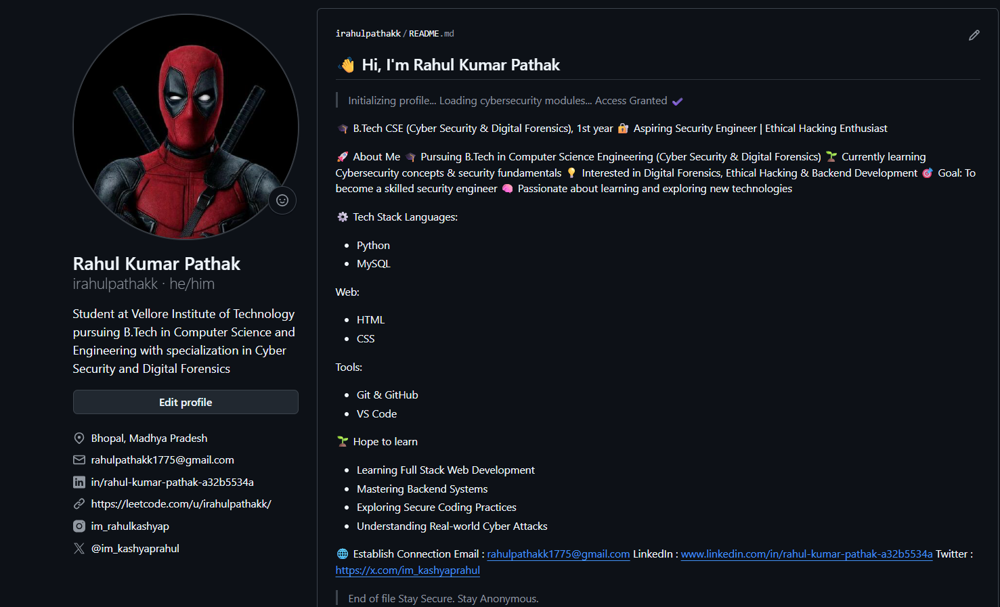 Rahul Kumar Pathak
irahulpathakk · he/him
Student at Vellore Institute of Technology
pursuing B.Tech in Computer Science and
Engineering with specialization in Cyber
Security and Digital Forensics
Edit profile
Bhopal, Madhya Pradesh
rahulpathakk1775@gmail.com
in/rahul-kumar-pathak-a32b5534a
https://leetcode.com/u/irahulpathakk/
im_rahulkashyap
@im_kashyaprahul
irahulpathakk/README.md
👋 Hi, I'm Rahul Kumar Pathak
Initializing profile... Loading cybersecurity modules... Access Granted ✔️
🎓 B.Tech CSE (Cyber Security & Digital Forensics), 1st year 🔐 Aspiring Security Engineer | Ethical Hacking Enthusiast
🚀 About Me 🎓 Pursuing B.Tech in Computer Science Engineering (Cyber Security & Digital Forensics) 🌱 Currently learning
Cybersecurity concepts & security fundamentals 💡 Interested in Digital Forensics, Ethical Hacking & Backend Development 🎯 Goal: To
become a skilled security engineer 🧠 Passionate about learning and exploring new technologies
⚙️ Tech Stack Languages:
• Python
• MySQL
Web:
• HTML
• CSS
Tools:
• Git & GitHub
• VS Code
🌱 Hope to learn
• Learning Full Stack Web Development
• Mastering Backend Systems
• Exploring Secure Coding Practices
• Understanding Real-world Cyber Attacks
🌐 Establish Connection Email : rahulpathakk1775@gmail.com LinkedIn : www.linkedin.com/in/rahul-kumar-pathak-a32b5534a Twitter :
https://x.com/im_kashyaprahul
End of file Stay Secure. Stay Anonymous.